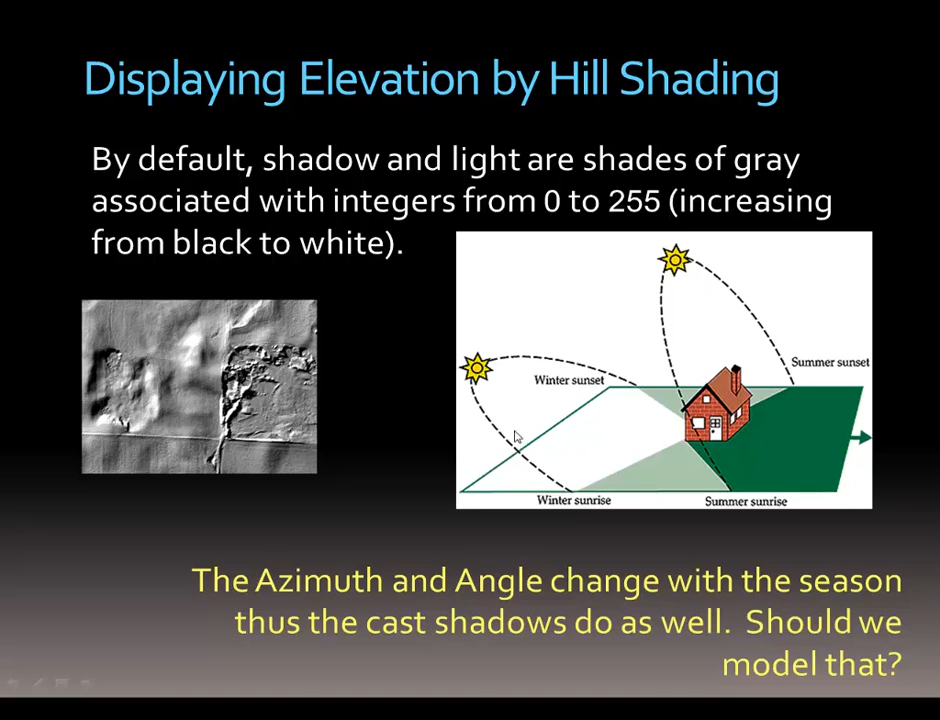 Displaying Elevation by Hill Shading
By default, shadow and light are shades of gray
associated with integers from 0 to 255 (increasing
from black to white).
Summer sunset
Winter sunset
Winter sunrise
Summer sunrise
The Azimuth and Angle change with the season
thus the cast shadows do as well.  Should we
model that?